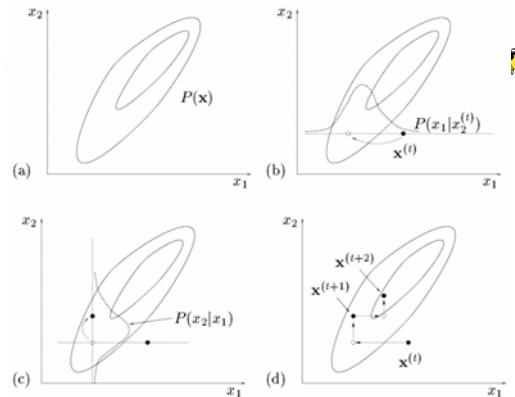 x₂
P(x)
(a)
x₁
x₂
P(x₁|x₂⁽ᵗ⁾)
x⁽ᵗ⁾
(b)
x₁
x₂
P(x₂|x₁)
(c)
x₁
x₂
x⁽ᵗ⁺²⁾
x⁽ᵗ⁺¹⁾
x⁽ᵗ⁾
(d)
x₁